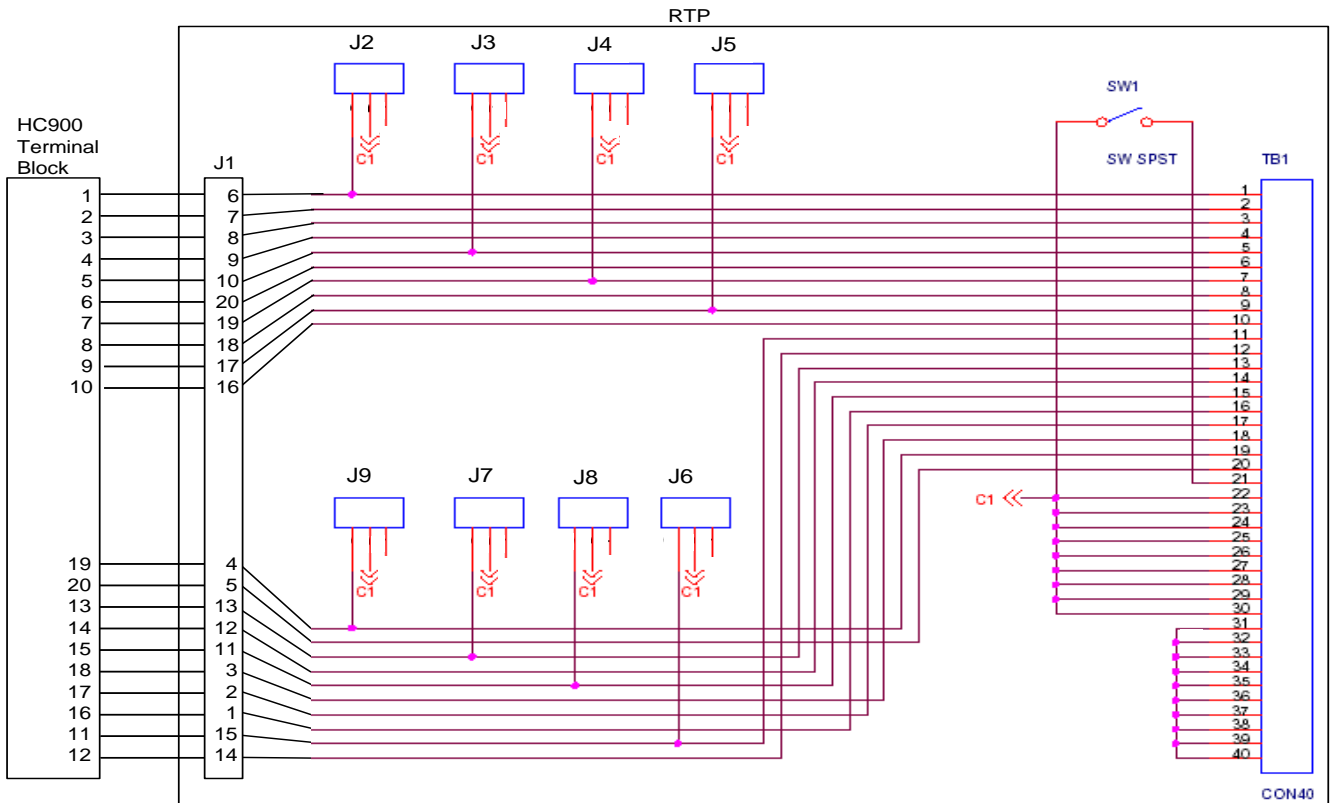 RTP
J2
J3
J4
J5
SW1
SW SPST
HC900
Terminal
Block
J1
TB1
C1
C1
C1
C1
1 6 1
2 7 2
3 8 3
4 9 4
5 10 5
6 20 6
7 19 7
8 18 8
9 17 9
10 16 10
11
12
13
14
15
16
17
18
19
20
21
22
23
24
25
26
27
28
29
30
31
32
33
34
35
36
37
38
39
40
J9
J7
J8
J6
C1
C1
C1
C1
C1
19 4
20 5
13 13
14 12
15 11
18 3
17 2
16 1
11 15
12 14
CON40